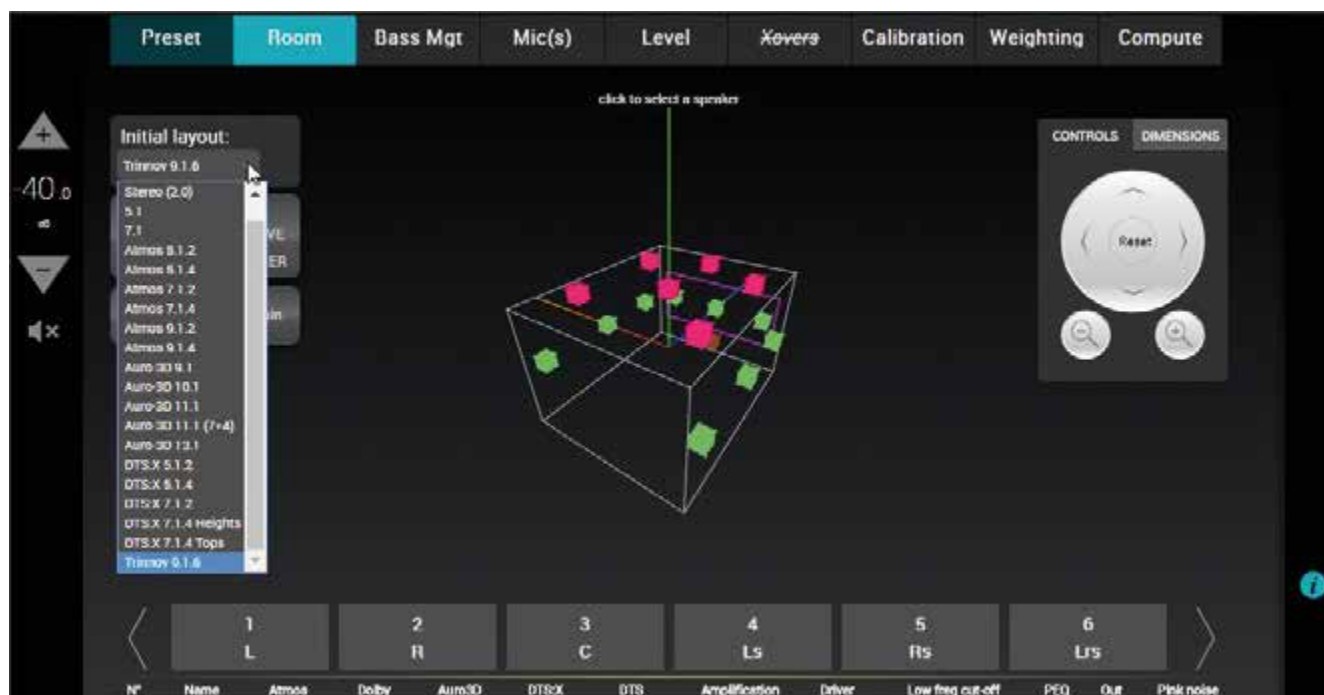 Preset Room Bass Mgt Mic(s) Level Xovers Calibration Weighting Compute
click to select a speaker
Initial layout:
Trinnov 9.1.6
Stereo (2.0)
5.1
7.1
Atmos 5.1.2
Atmos 5.1.4
Atmos 7.1.2
Atmos 7.1.4
Atmos 9.1.2
Atmos 9.1.4
Auro-3D 9.1
Auro-3D 10.1
Auro-3D 11.1
Auro-3D 11.1 (7+4)
Auro-3D 13.1
DTS:X 5.1.2
DTS:X 5.1.4
DTS:X 7.1.2
DTS:X 7.1.4 Heights
DTS:X 7.1.4 Tops
Trinnov 9.1.6
+
-40.0
dB
−
CONTROLS DIMENSIONS
Reset
i
1 2 3 4 5 6
L R C Ls Rs Lrs
N° Name Atmos Dolby Auro3D DTS:X DTS Amplification Driver Low freq cut-off PEQ Out Pink noise